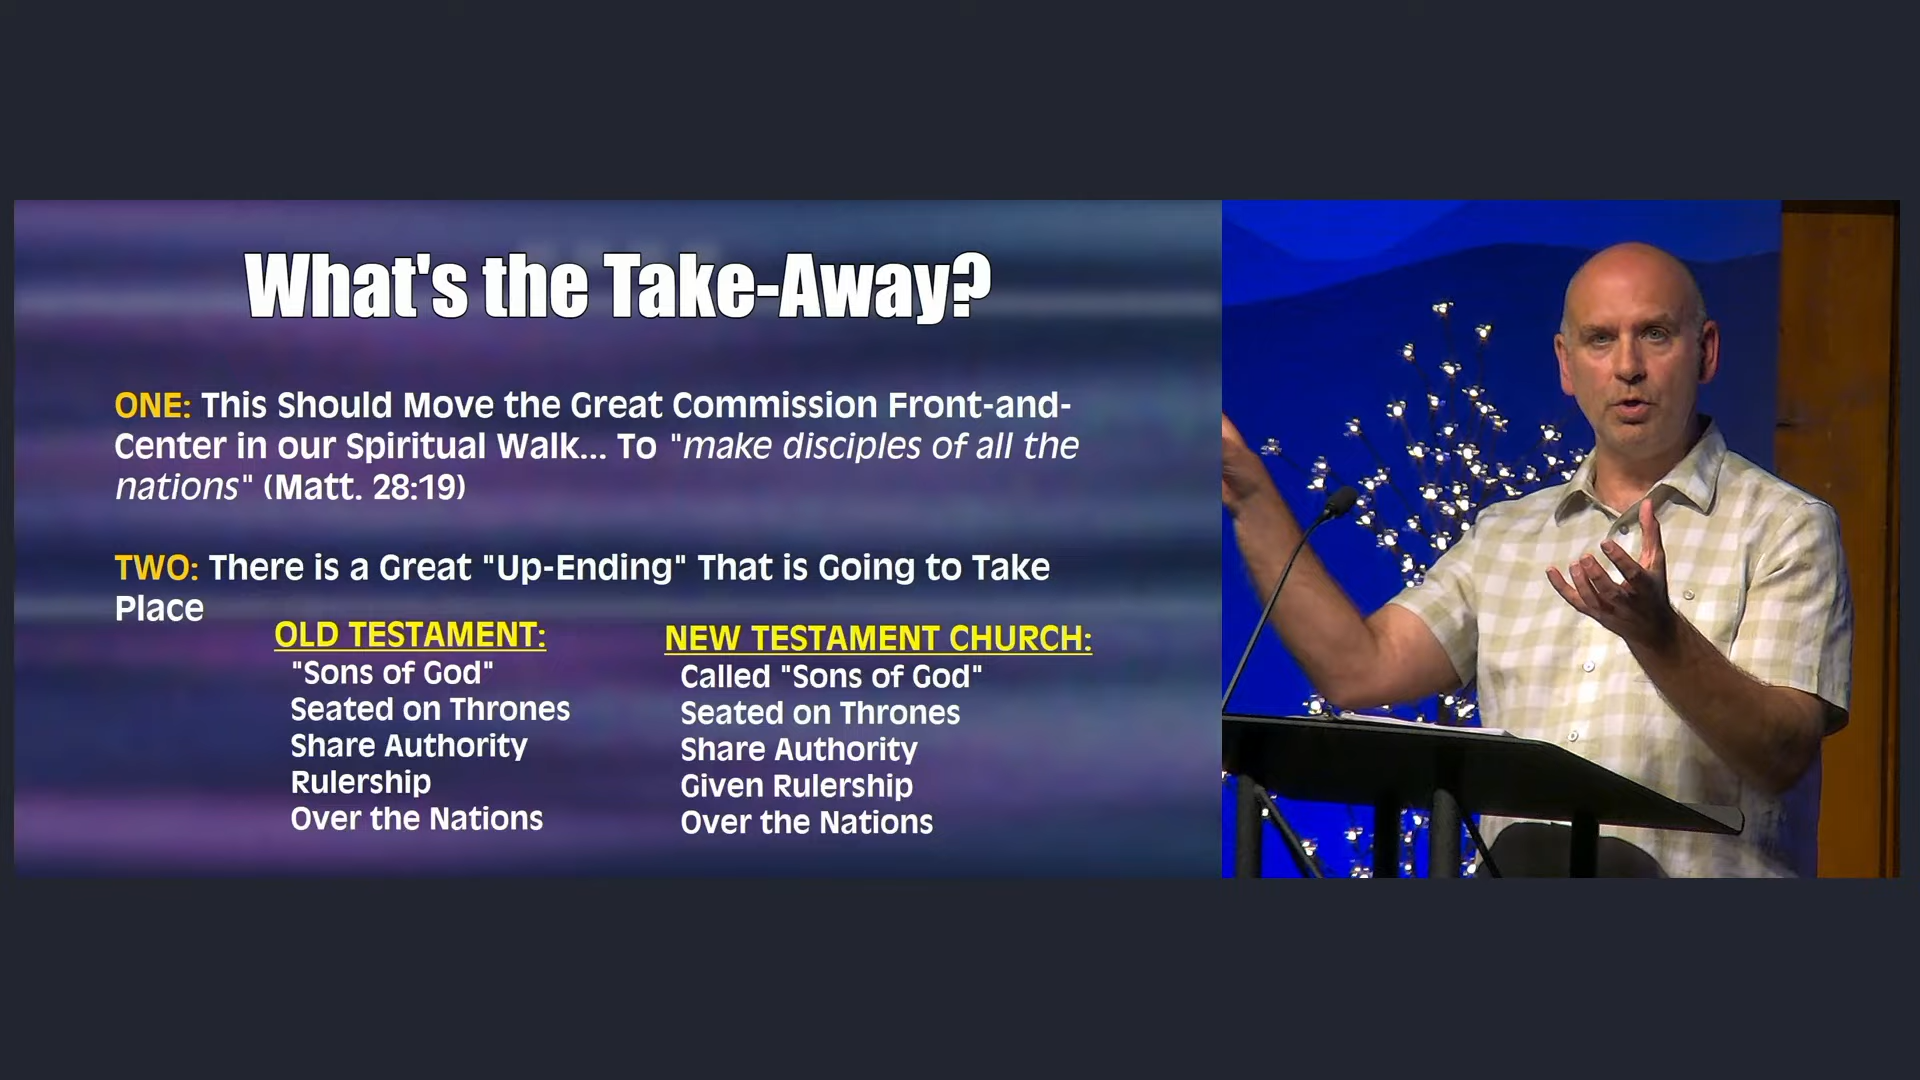 What's the Take-Away?
ONE: This Should Move the Great Commission Front-and-
Center in our Spiritual Walk... To "make disciples of all the
nations" (Matt. 28:19)
TWO: There is a Great "Up-Ending" That is Going to Take
Place
OLD TESTAMENT:
"Sons of God"
Seated on Thrones
Share Authority
Rulership
Over the Nations
NEW TESTAMENT CHURCH:
Called "Sons of God"
Seated on Thrones
Share Authority
Given Rulership
Over the Nations